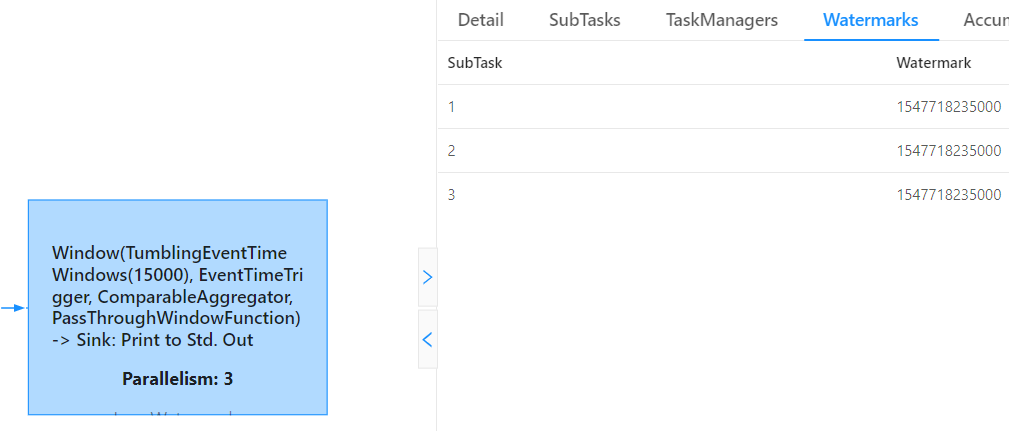 Detail SubTasks TaskManagers Watermarks Accum
SubTask Watermark
1 1547718235000
2 1547718235000
3 1547718235000
Window(TumblingEventTime
Windows(15000), EventTimeTri
gger, ComparableAggregator,
PassThroughWindowFunction)
-> Sink: Print to Std. Out
Parallelism: 3